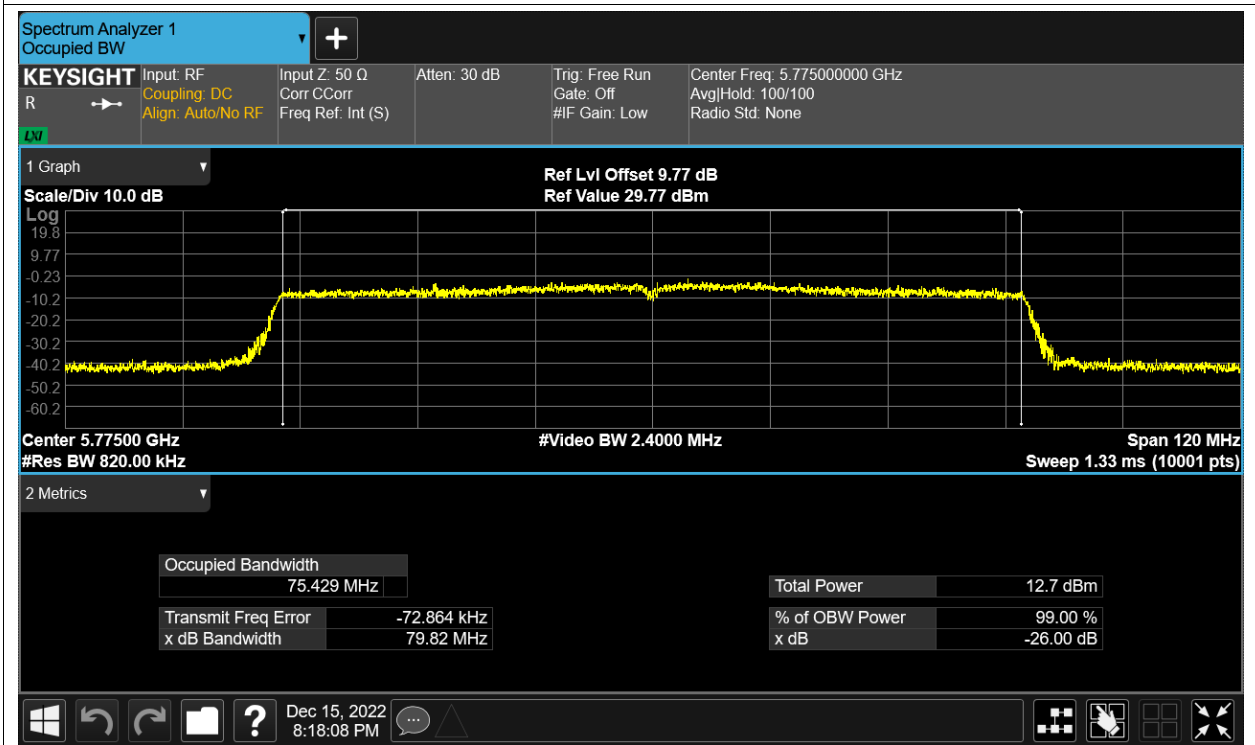 Spectrum Analyzer 1
Occupied BW
KEYSIGHT
R
LXI
Input: RF
Coupling: DC
Align: Auto/No RF
Input Z: 50 Ω
Corr CCorr
Freq Ref: Int (S)
Atten: 30 dB
Trig: Free Run
Gate: Off
#IF Gain: Low
Center Freq: 5.775000000 GHz
Avg|Hold: 100/100
Radio Std: None
1 Graph
Scale/Div 10.0 dB
Ref Lvl Offset 9.77 dB
Ref Value 29.77 dBm
Log
19.8
9.77
-0.23
-10.2
-20.2
-30.2
-40.2
-50.2
-60.2
Center 5.77500 GHz
#Res BW 820.00 kHz
#Video BW 2.4000 MHz
Span 120 MHz
Sweep 1.33 ms (10001 pts)
2 Metrics
Occupied Bandwidth
75.429 MHz
Transmit Freq Error -72.864 kHz
x dB Bandwidth 79.82 MHz
Total Power 12.7 dBm
% of OBW Power 99.00 %
x dB -26.00 dB
?
Dec 15, 2022
8:18:08 PM